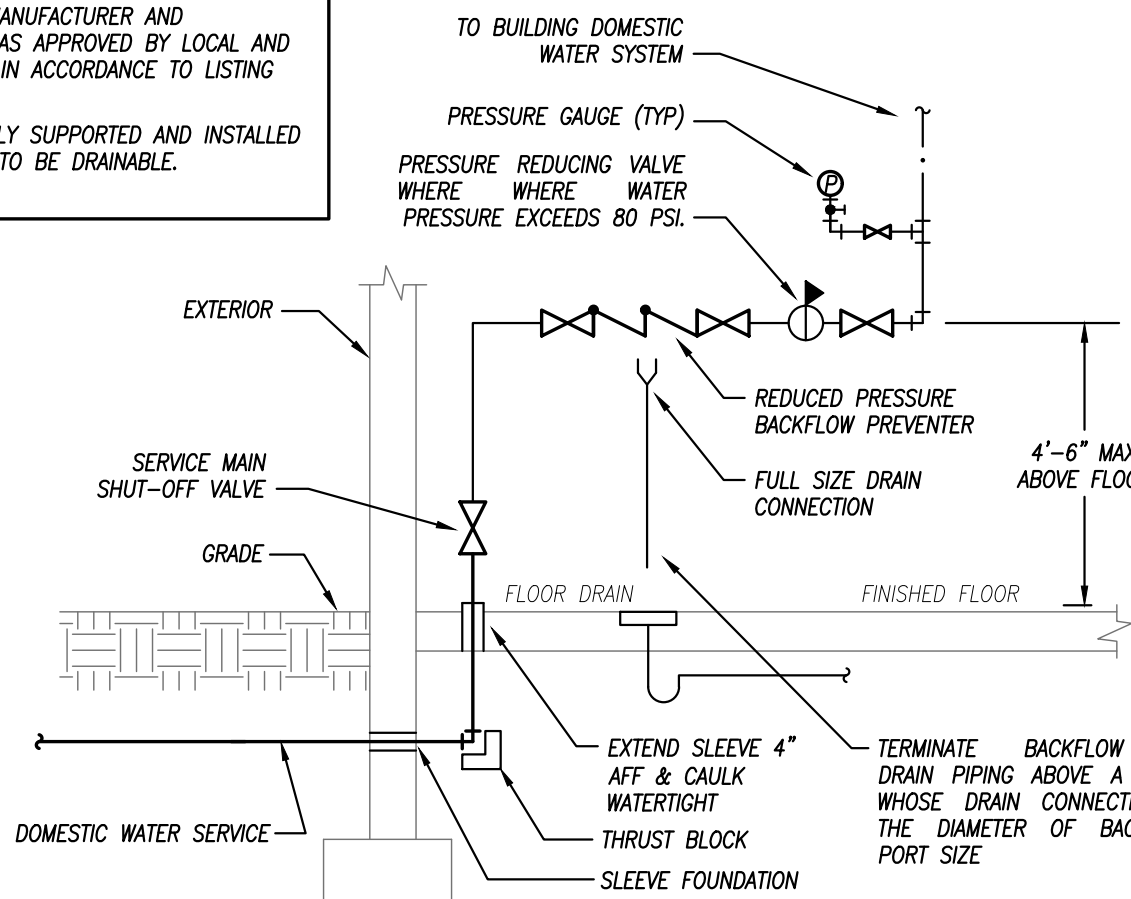 MANUFACTURER AND
AS APPROVED BY LOCAL AND
IN ACCORDANCE TO LISTING
LY SUPPORTED AND INSTALLED
TO BE DRAINABLE.
TO BUILDING DOMESTIC
WATER SYSTEM
PRESSURE GAUGE (TYP)
P
PRESSURE REDUCING VALVE
WHERE WHERE WATER
PRESSURE EXCEEDS 80 PSI.
EXTERIOR
REDUCED PRESSURE
BACKFLOW PREVENTER
4'-6" MAX
ABOVE FLOO
SERVICE MAIN
SHUT-OFF VALVE
FULL SIZE DRAIN
CONNECTION
GRADE
FLOOR DRAIN
FINISHED FLOOR
EXTEND SLEEVE 4"
AFF & CAULK
WATERTIGHT
TERMINATE BACKFLOW
DRAIN PIPING ABOVE A
WHOSE DRAIN CONNECTI
THE DIAMETER OF BAC
PORT SIZE
DOMESTIC WATER SERVICE
THRUST BLOCK
SLEEVE FOUNDATION